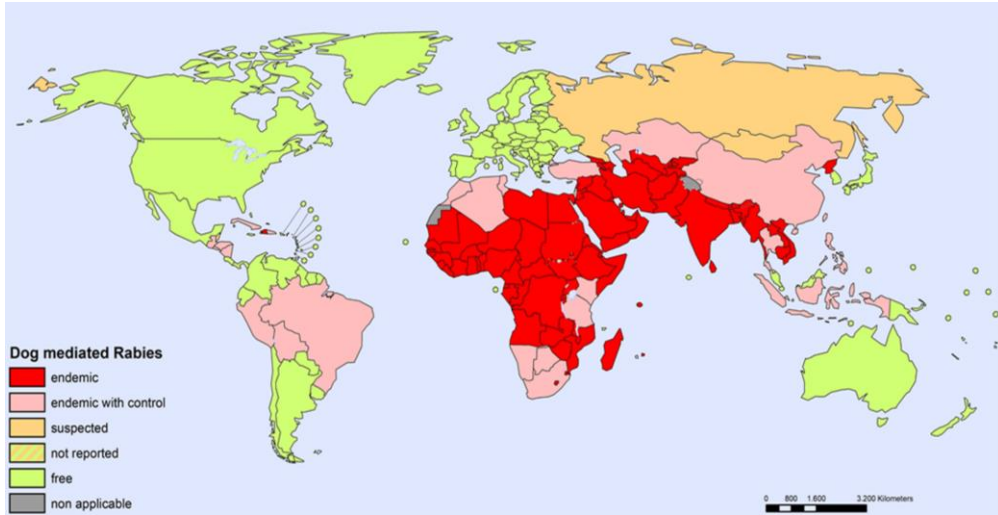 Dog mediated Rabies
endemic
endemic with control
suspected
not reported
free
non applicable
0 800 1.600 3.200 Kilometers